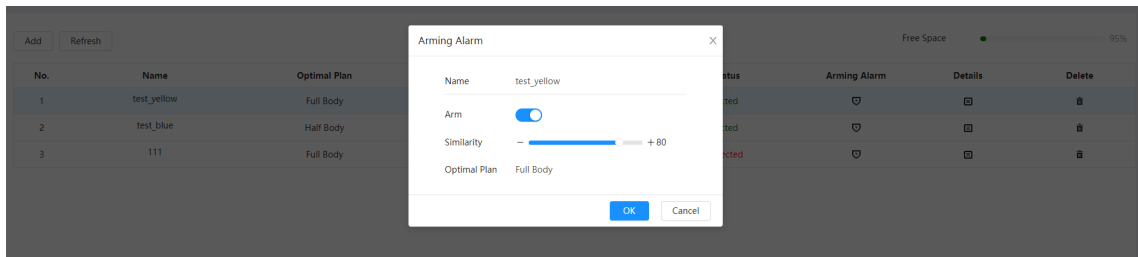 Arming Alarm X
Add Refresh Free Space 95%
No. Name Optimal Plan atus Arming Alarm Details Delete
Name test_yellow
1 test_yellow Full Body cted
Arm
2 test_blue Half Body cted
Similarity − + 80
3 111 Full Body ected
Optimal Plan Full Body
OK Cancel